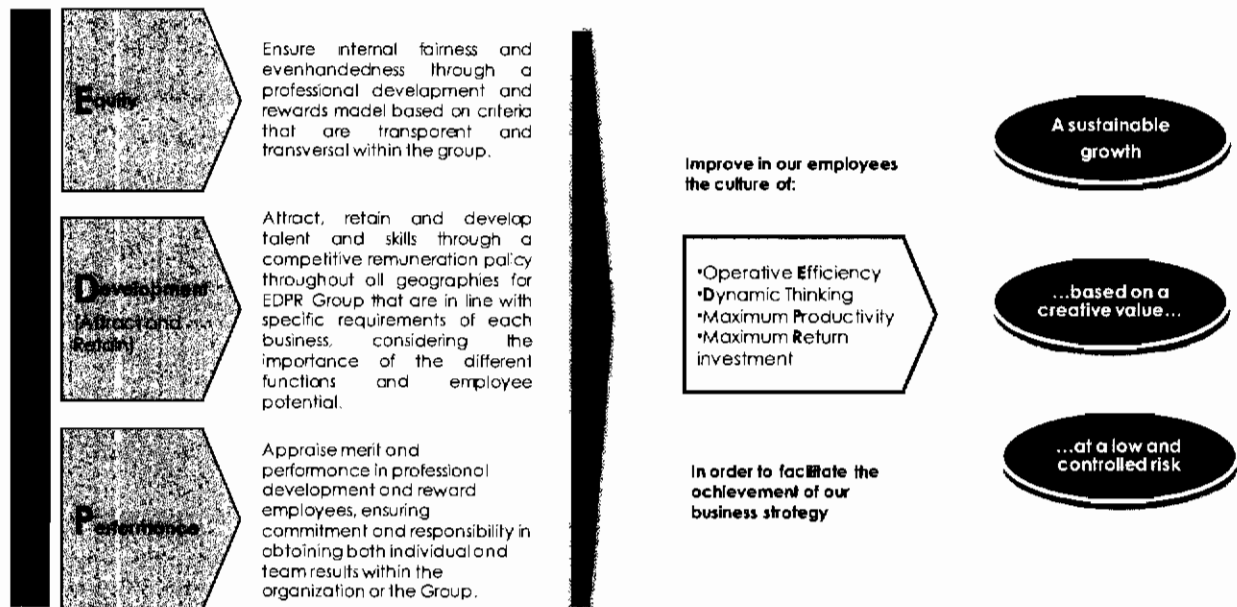 Equity
Ensure internal fairness and
evenhandedness through a
professional development and
rewards model based on criteria
that are transparent and
transversal within the group.
Development
(Attract and
Retain)
Attract, retain and develop
talent and skills through a
competitive remuneration policy
throughout all geographies for
EDPR Group that are in line with
specific requirements of each
business, considering the
importance of the different
functions and employee
potential.
Performance
Appraise merit and
performance in professional
development and reward
employees, ensuring
commitment and responsibility in
obtaining both individual and
team results within the
organization or the Group.
Improve in our employees
the culture of:
•Operative Efficiency
•Dynamic Thinking
•Maximum Productivity
•Maximum Return
investment
In order to facilitate the
achievement of our
business strategy
A sustainable
growth
...based on a
creative value...
...at a low and
controlled risk